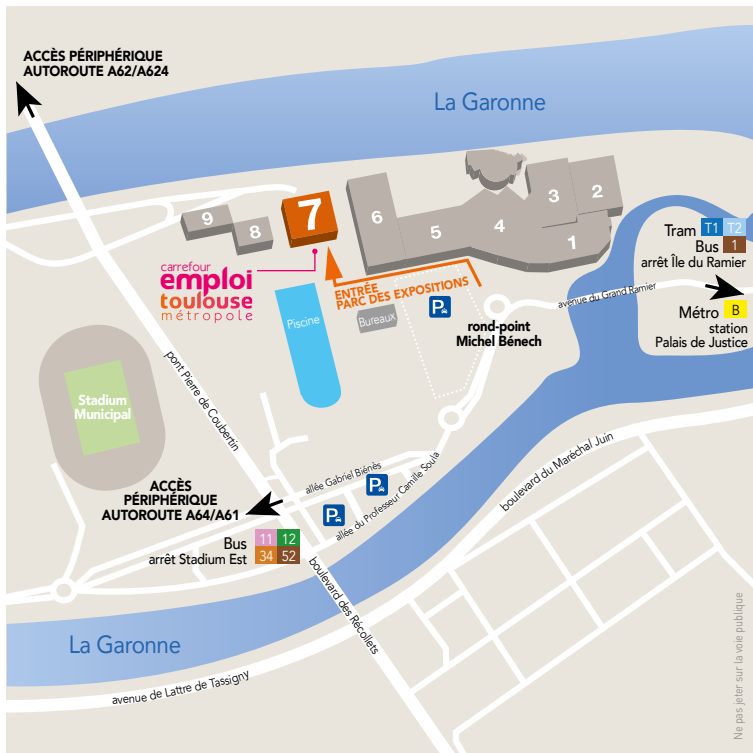 ACCÈS PÉRIPHÉRIQUE
AUTOROUTE A62/A624
La Garonne
9
8
7
6
5
4
3
2
1
Tram T1 T2
Bus 1
arrêt Île du Ramier
Métro B
station
Palais de Justice
carrefour
emploi
toulouse
métropole
ENTRÉE
PARC DES EXPOSITIONS
P
avenue du Grand Ramier
Piscine
Bureaux
rond-point
Michel Bénech
pont Pierre de Coubertin
Stadium
Municipal
boulevard du Maréchal Juin
allée Gabriel Biénès
P
P
allée du Professeur Camille Soula
ACCÈS
PÉRIPHÉRIQUE
AUTOROUTE A64/A61
Bus 11 12
arrêt Stadium Est 34 52
boulevard des Récollets
La Garonne
avenue de Lattre de Tassigny
Ne pas jeter sur la voie publique